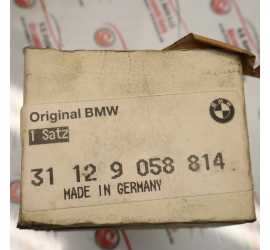 Original BMW
1 Satz
31 12 9 058 814
MADE IN GERMANY